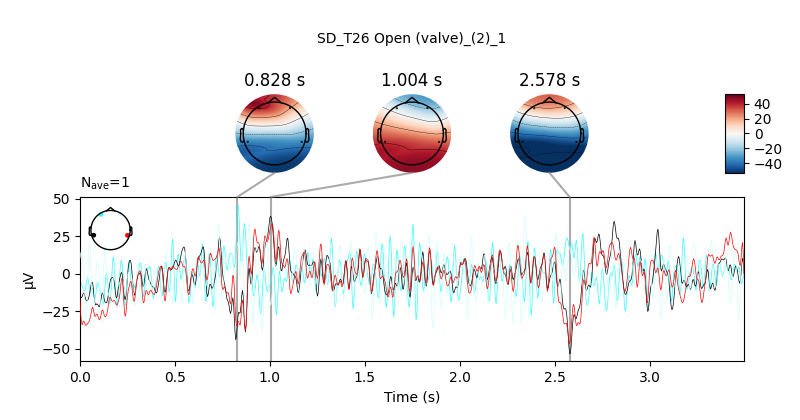 SD_T26 Open (valve)_(2)_1
0.828 s 1.004 s 2.578 s
40
20
0
−20
−40
Nave=1
50
25
0
−25
−50
µV
0.0 0.5 1.0 1.5 2.0 2.5 3.0
Time (s)